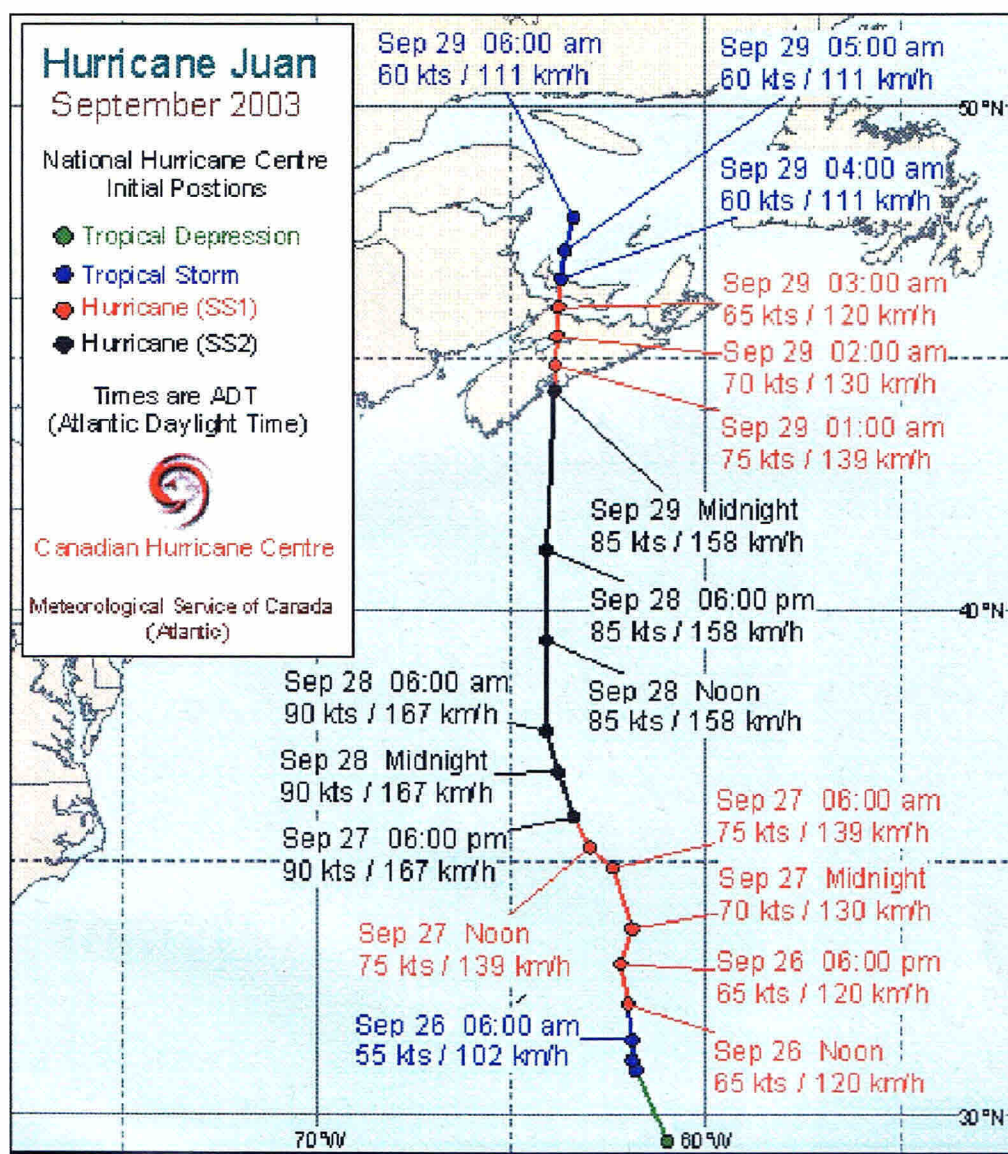 Hurricane Juan
September 2003
National Hurricane Centre
Initial Postions
Tropical Depression
Tropical Storm
Hurricane (SS1)
Hurricane (SS2)
Times are ADT
(Atlantic Daylight Time)
Canadian Hurricane Centre
Meteorological Service of Canada
(Atlantic)
Sep 29 06:00 am
60 kts / 111 km/h
Sep 29 05:00 am
60 kts / 111 km/h
50°N
Sep 29 04:00 am
60 kts / 111 km/h
Sep 29 03:00 am
65 kts / 120 km/h
Sep 29 02:00 am
70 kts / 130 km/h
Sep 29 01:00 am
75 kts / 139 km/h
Sep 29 Midnight
85 kts / 158 km/h
Sep 28 06:00 pm
85 kts / 158 km/h
40°N
Sep 28 Noon
85 kts / 158 km/h
Sep 28 06:00 am
90 kts / 167 km/h
Sep 28 Midnight
90 kts / 167 km/h
Sep 27 06:00 pm
90 kts / 167 km/h
Sep 27 06:00 am
75 kts / 139 km/h
Sep 27 Midnight
70 kts / 130 km/h
Sep 27 Noon
75 kts / 139 km/h
Sep 26 06:00 pm
65 kts / 120 km/h
Sep 26 06:00 am
55 kts / 102 km/h
Sep 26 Noon
65 kts / 120 km/h
30°N
70°W
60°W